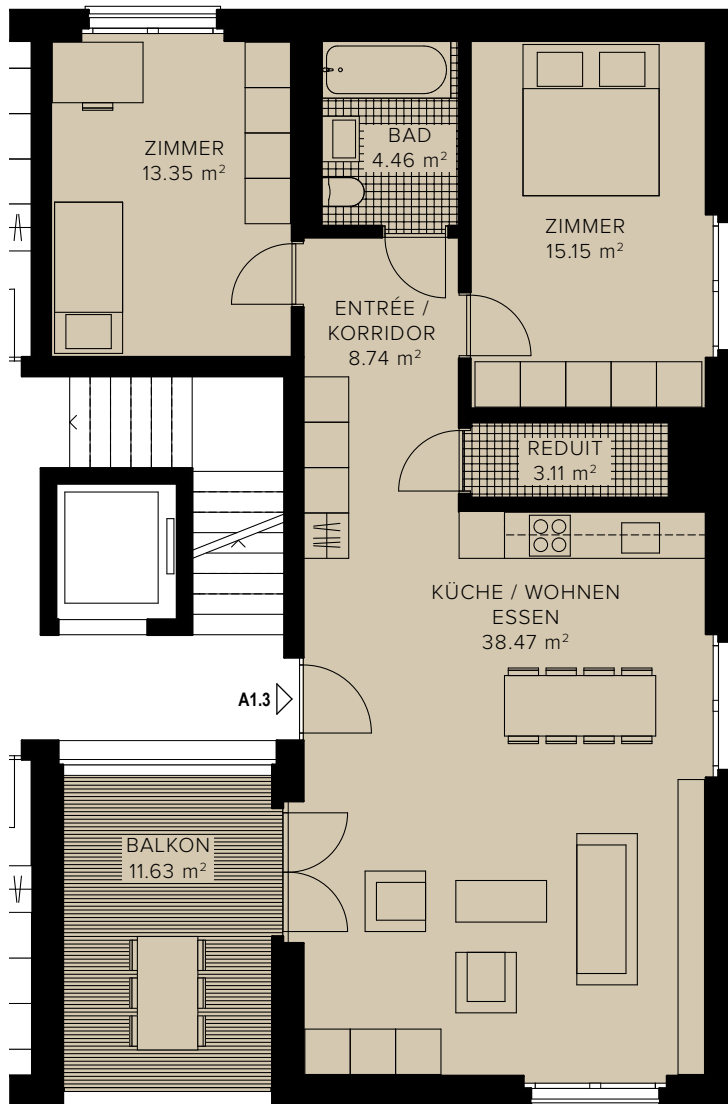 ZIMMER
13.35 m²
BAD
4.46 m²
ZIMMER
15.15 m²
ENTRÉE /
KORRIDOR
8.74 m²
REDUIT
3.11 m²
KÜCHE / WOHNEN
ESSEN
38.47 m²
A1.3
BALKON
11.63 m²